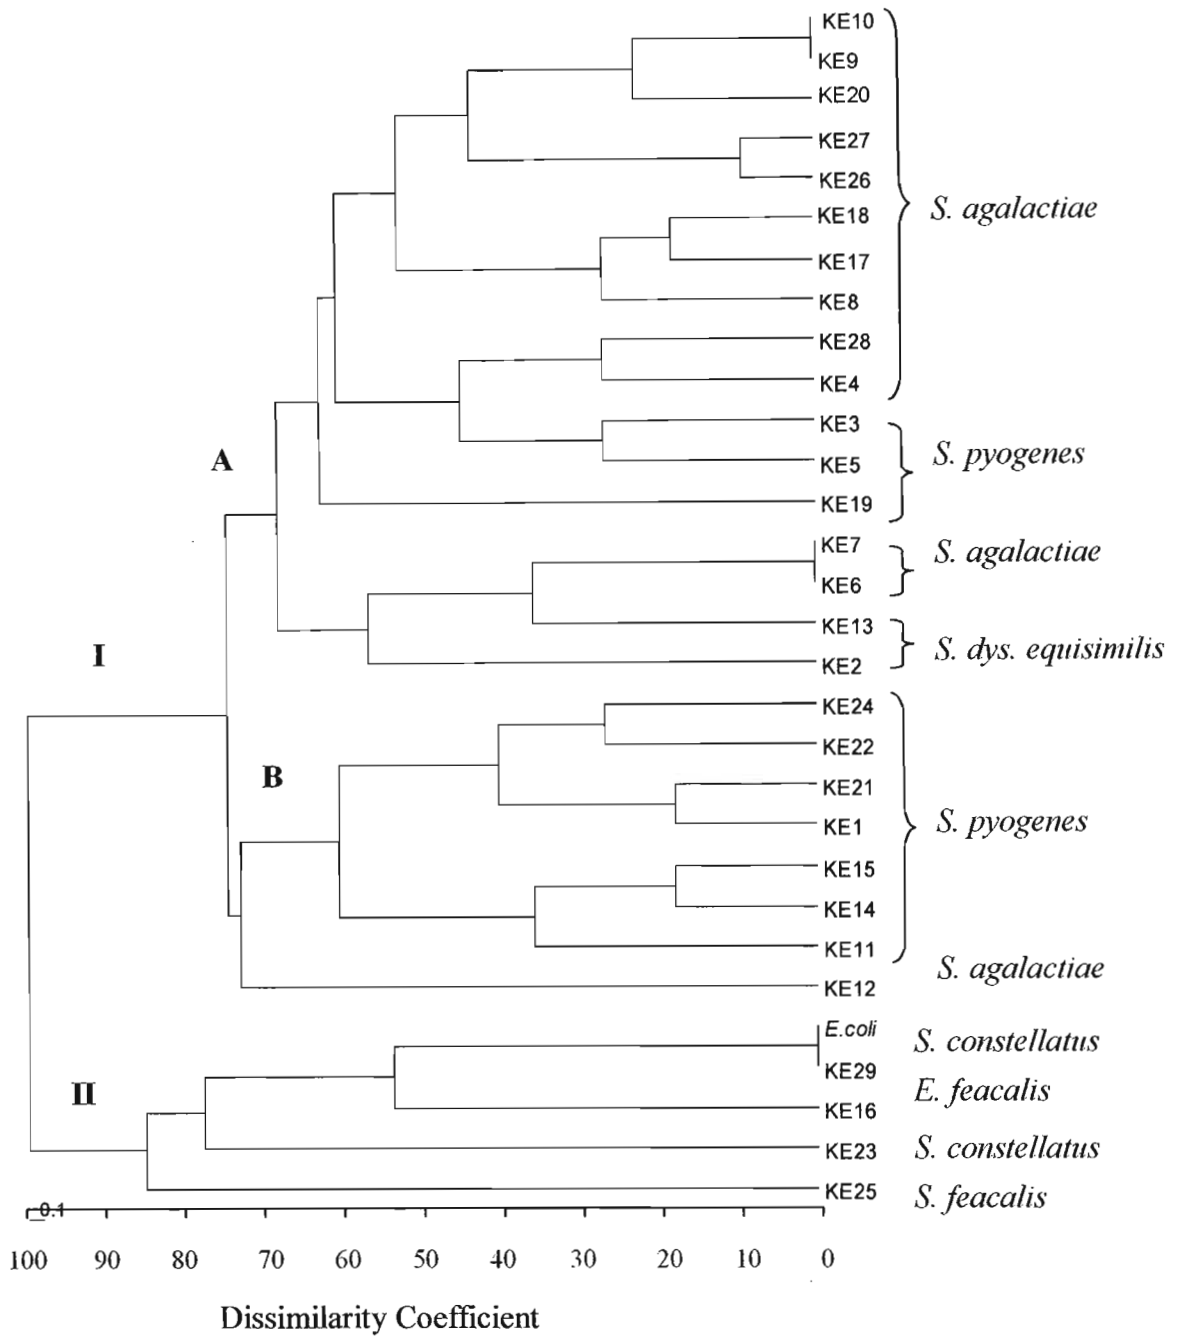 KE10
KE9
KE20
KE27
KE26
KE18
S. agalactiae
KE17
KE8
KE28
KE4
KE3
S. pyogenes
A
KE5
KE19
KE7
S. agalactiae
KE6
KE13
S. dys. equisimilis
I
KE2
KE24
KE22
B
KE21
S. pyogenes
KE1
KE15
KE14
KE11
S. agalactiae
KE12
E.coli
S. constellatus
KE29
II
E. feacalis
KE16
KE23
S. constellatus
KE25
S. feacalis
0.1
100 90 80 70 60 50 40 30 20 10 0
Dissimilarity Coefficient